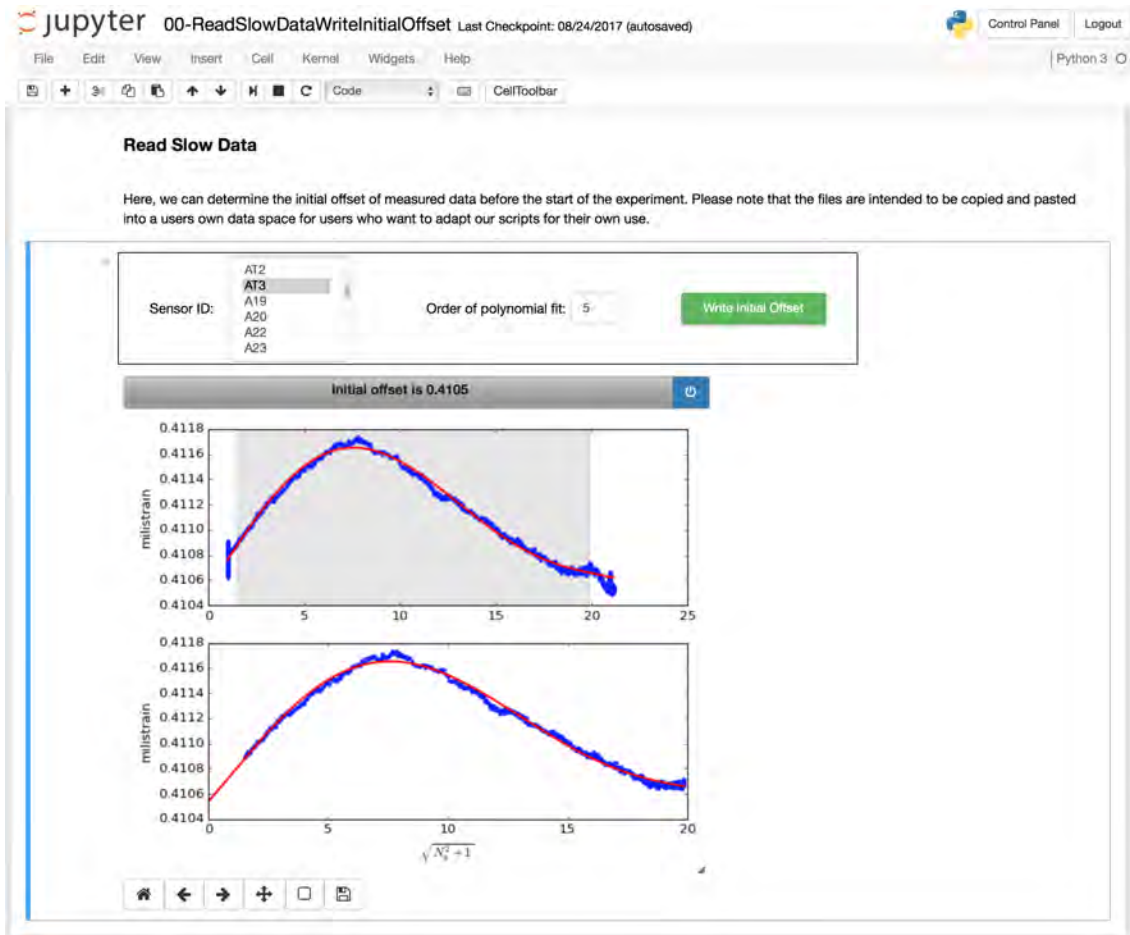 jupyter 00-ReadSlowDataWriteInitialOffset Last Checkpoint: 08/24/2017 (autosaved) Control Panel Logout
File Edit View Insert Cell Kernel Widgets Help Python 3
Code CellToolbar
Read Slow Data
Here, we can determine the initial offset of measured data before the start of the experiment. Please note that the files are intended to be copied and pasted
into a users own data space for users who want to adapt our scripts for their own use.
Sensor ID:
AT2
AT3
A19
A20
A22
A23
Order of polynomial fit: 5
Write Initial Offset
Initial offset is 0.4105
milistrain
0.4118
0.4116
0.4114
0.4112
0.4110
0.4108
0.4106
0.4104
0 5 10 15 20 25
milistrain
0.4118
0.4116
0.4114
0.4112
0.4110
0.4108
0.4106
0.4104
0 5 10 15 20